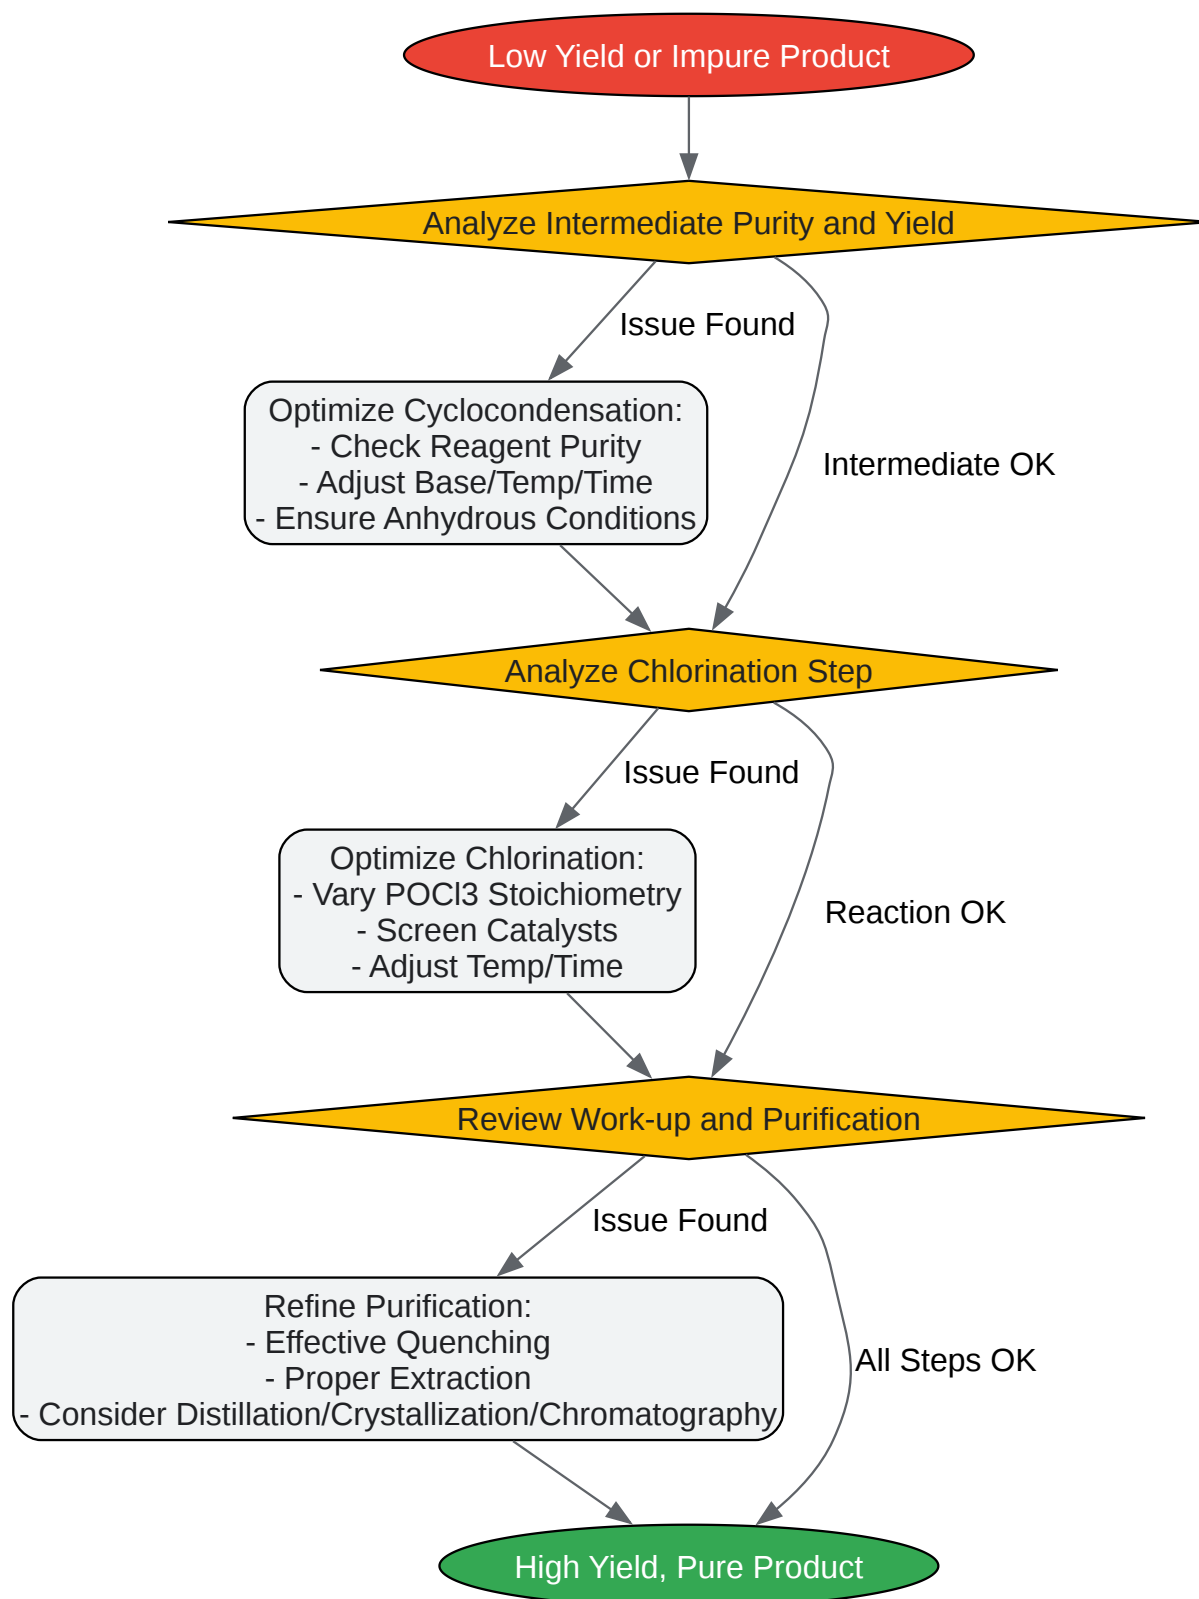 Low Yield or Impure Product
Analyze Intermediate Purity and Yield
Issue Found
Optimize Cyclocondensation:
- Check Reagent Purity
- Adjust Base/Temp/Time
- Ensure Anhydrous Conditions
Intermediate OK
Analyze Chlorination Step
Issue Found
Optimize Chlorination:
- Vary POCl3 Stoichiometry
- Screen Catalysts
- Adjust Temp/Time
Reaction OK
Review Work-up and Purification
Issue Found
Refine Purification:
- Effective Quenching
- Proper Extraction
- Consider Distillation/Crystallization/Chromatography
All Steps OK
High Yield, Pure Product